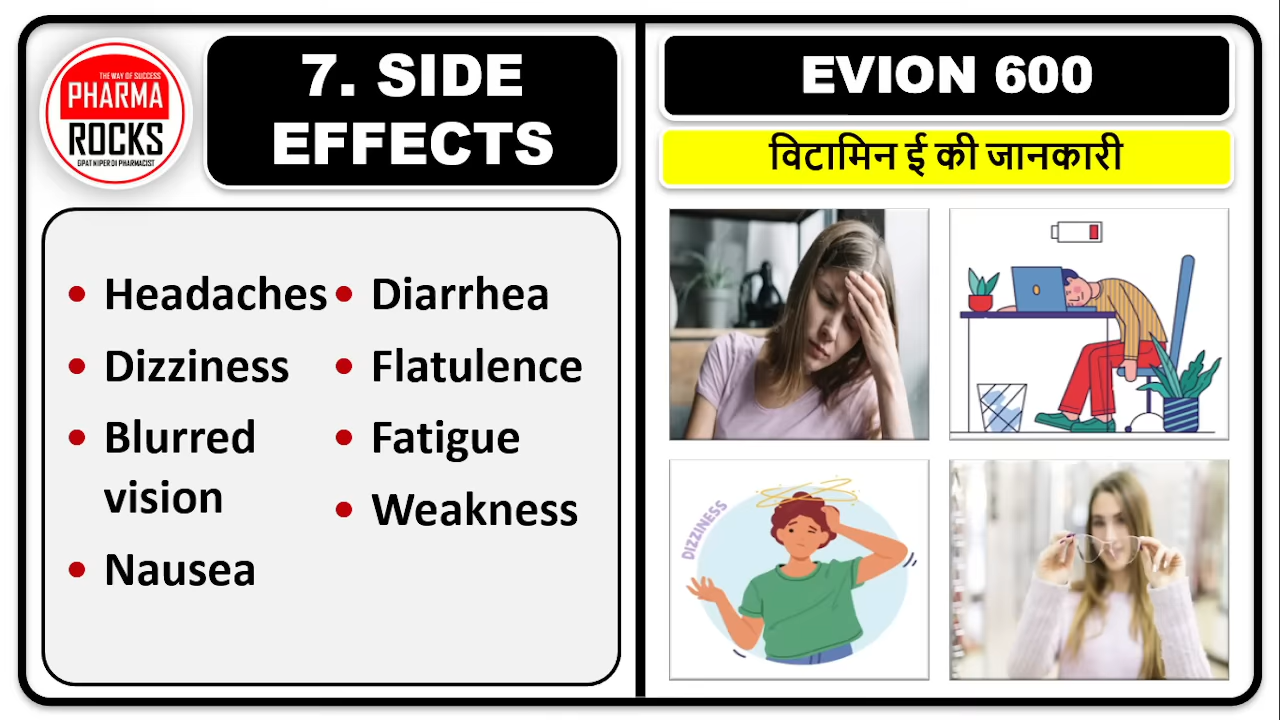 THE WAY OF SUCCESS
PHARMA
ROCKS
GPAT NIPER DI PHARMACIST
7. SIDE
EFFECTS
EVION 600
विटामिन ई की जानकारी
• Headaches
• Dizziness
• Blurred
vision
• Nausea
• Diarrhea
• Flatulence
• Fatigue
• Weakness
DIZZINESS